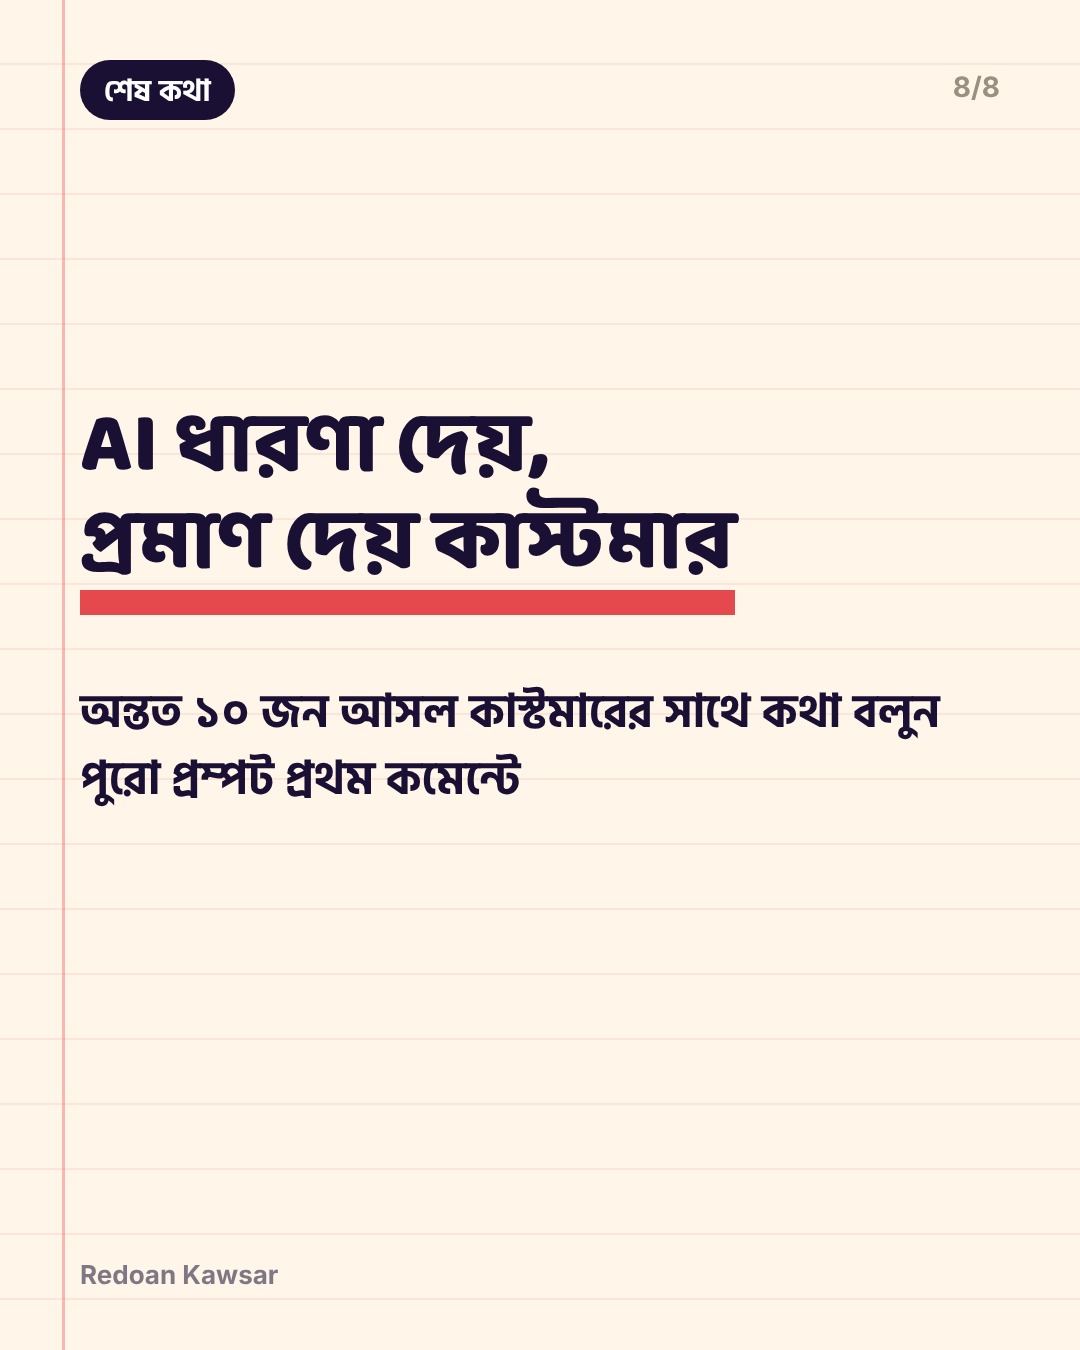 শেষ কথা
8/8
AI ধারণা দেয়,
প্রমাণ দেয় কাস্টমার
অন্তত ১০ জন আসল কাস্টমারের সাথে কথা বলুন
পুরো প্রম্পট প্রথম কমেন্টে
Redoan Kawsar